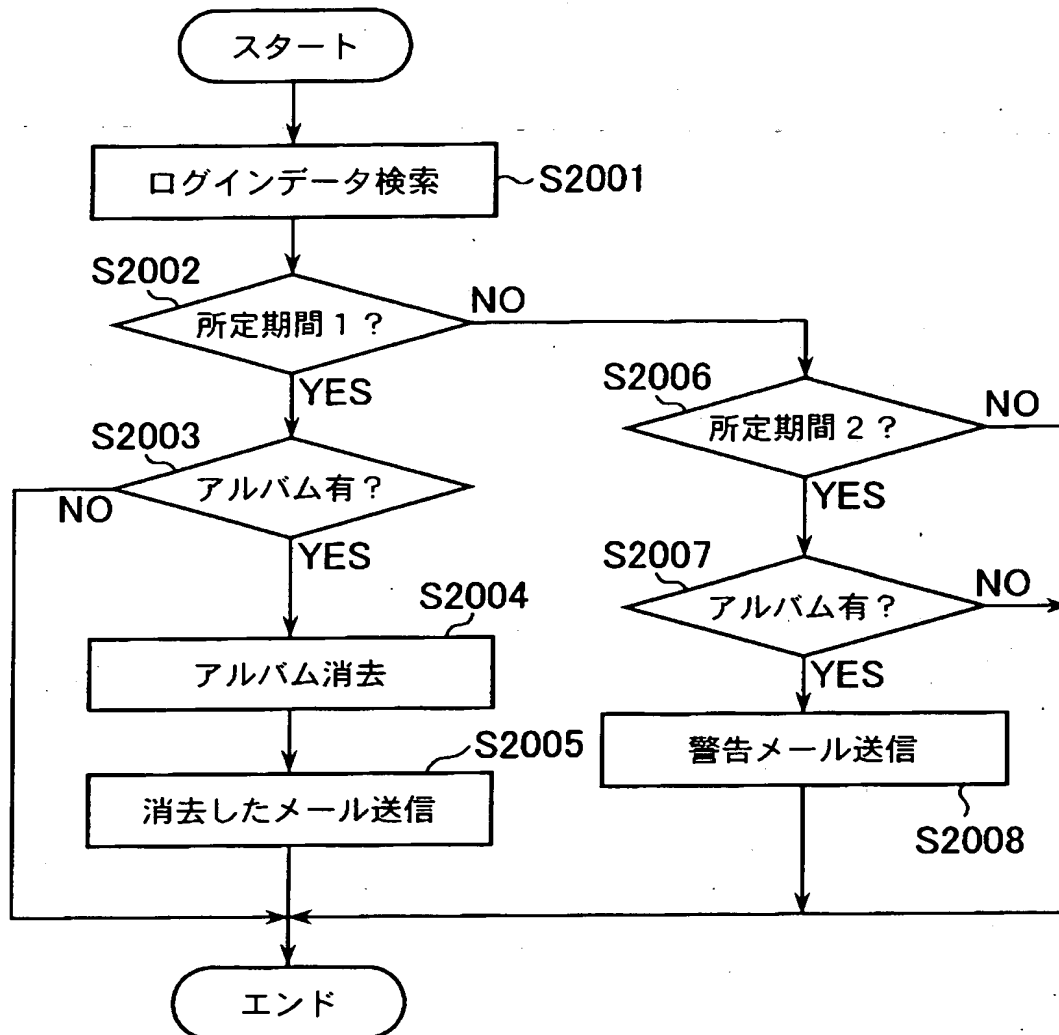 スタート
ログインデータ検索
S2001
S2002
所定期間1?
NO
YES
S2003
アルバム有?
NO
YES
S2004
アルバム消去
S2005
消去したメール送信
S2006
所定期間2?
NO
YES
S2007
アルバム有?
NO
YES
警告メール送信
S2008
エンド